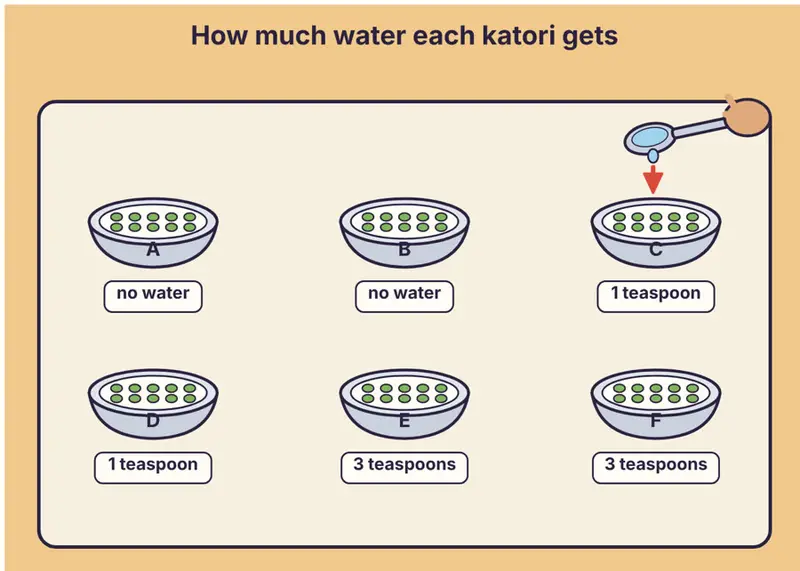 How much water each katori gets
A
B
C
no water
no water
1 teaspoon
D
E
F
1 teaspoon
3 teaspoons
3 teaspoons